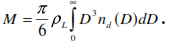 M = \frac{\pi}{6} \rho_L \int_0^\infty D^3 n_d (D) dD .